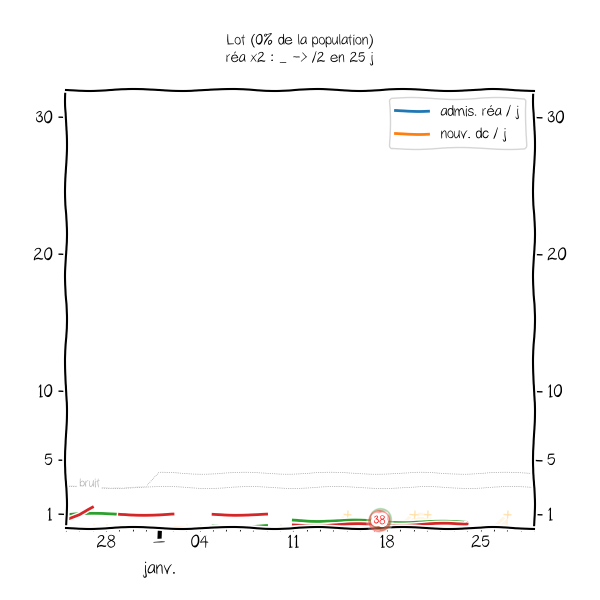 Lot (0% de la population)
réa x2 : _ -> /2 en 25 j
admis. réa / j
nouv. dc / j
30
30
20
20
10
10
5
5
bruit
1
38
1
28
04
11
18
25
janv.